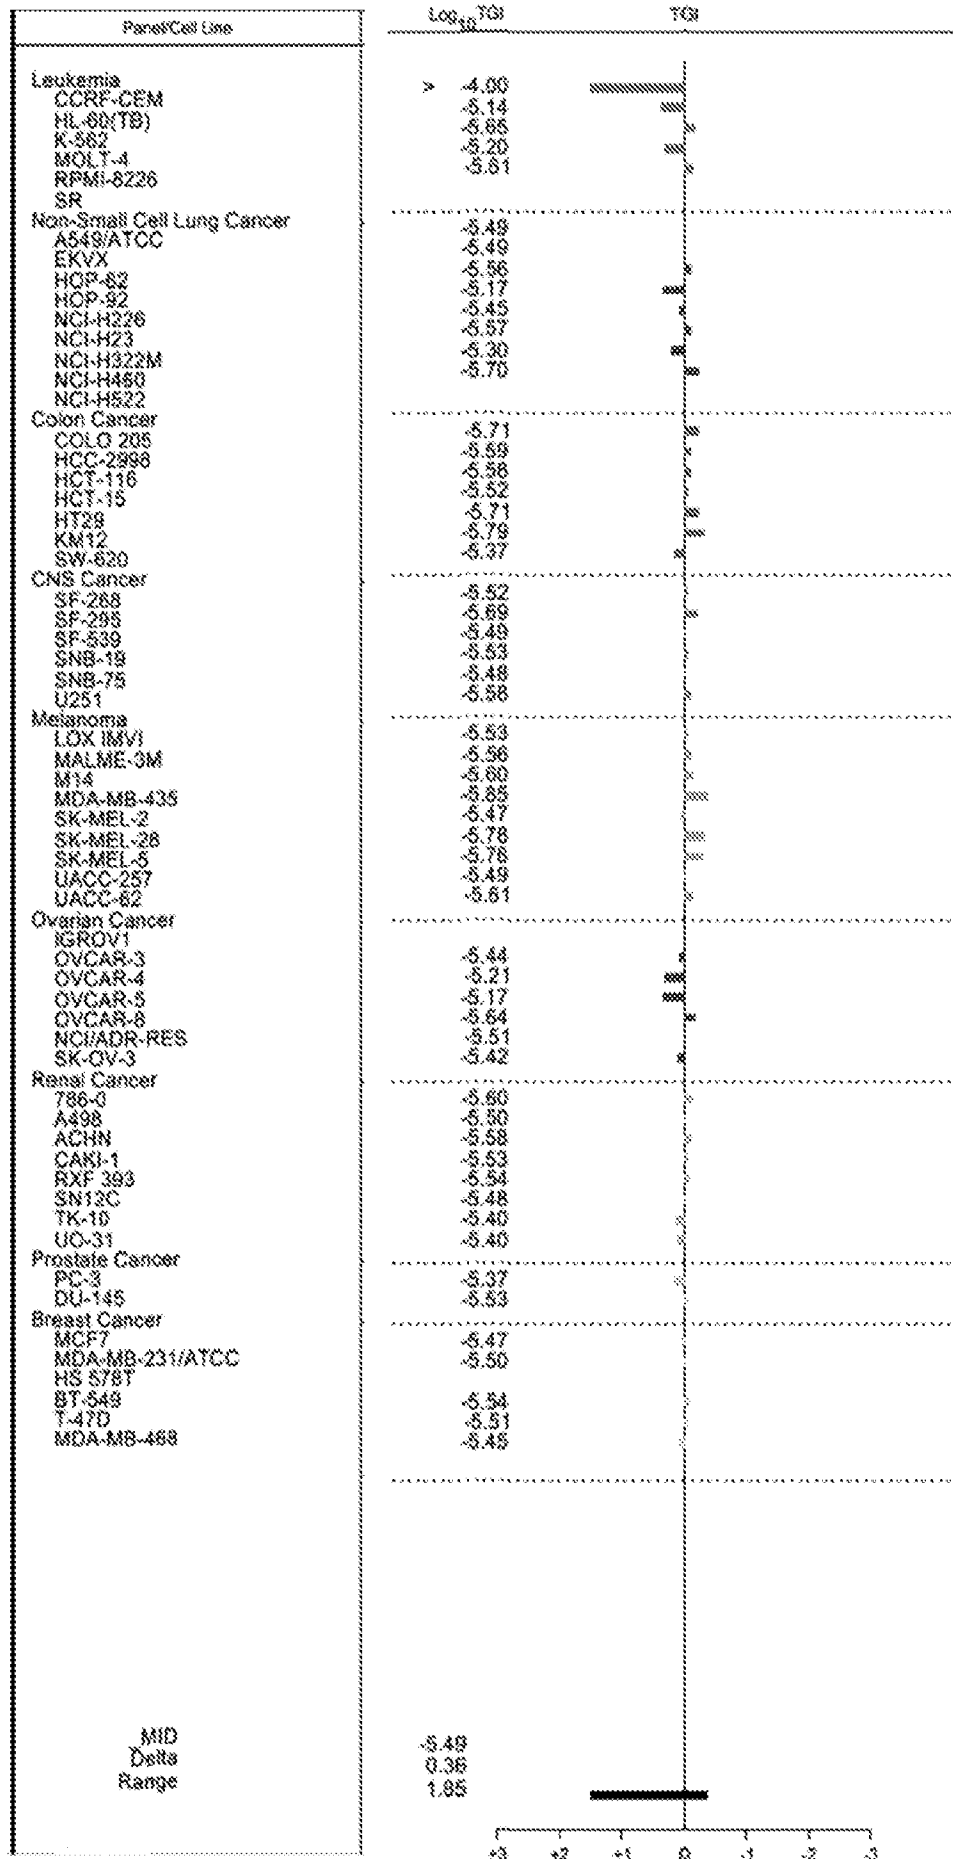 Panel/Cell Line
Log10TGI TGI
Leukemia
CCRF-CEM > -4.00
HL-60(TB) -5.14
K-562 -5.65
MOLT-4 -5.20
RPMI-8226 -5.61
SR
Non-Small Cell Lung Cancer
A549/ATCC -5.49
EKVX -5.49
HOP-62 -5.56
HOP-92 -5.17
NCI-H226 -5.45
NCI-H23 -5.57
NCI-H322M -5.30
NCI-H460 -5.70
NCI-H522
Colon Cancer
COLO 205 -5.71
HCC-2998 -5.59
HCT-116 -5.58
HCT-15 -5.52
HT29 -5.71
KM12 -5.79
SW-620 -5.37
CNS Cancer
SF-268 -5.52
SF-295 -5.69
SF-539 -5.49
SNB-19 -5.53
SNB-75 -5.48
U251 -5.58
Melanoma
LOX IMVI -5.53
MALME-3M -5.56
M14 -5.60
MDA-MB-435 -5.85
SK-MEL-2 -5.47
SK-MEL-28 -5.78
SK-MEL-5 -5.76
UACC-257 -5.49
UACC-62 -5.61
Ovarian Cancer
IGROV1
OVCAR-3 -5.44
OVCAR-4 -5.21
OVCAR-5 -5.17
OVCAR-8 -5.64
NCI/ADR-RES -5.51
SK-OV-3 -5.42
Renal Cancer
786-0 -5.60
A498 -5.50
ACHN -5.58
CAKI-1 -5.53
RXF 393 -5.54
SN12C -5.48
TK-10 -5.40
UO-31 -5.40
Prostate Cancer
PC-3 -5.37
DU-145 -5.53
Breast Cancer
MCF7 -5.47
MDA-MB-231/ATCC -5.50
HS 578T
BT-549 -5.54
T-47D -5.51
MDA-MB-468 -5.45
MID -5.49
Delta 0.36
Range 1.85
+3 +2 +1 0 -1 -2 -3